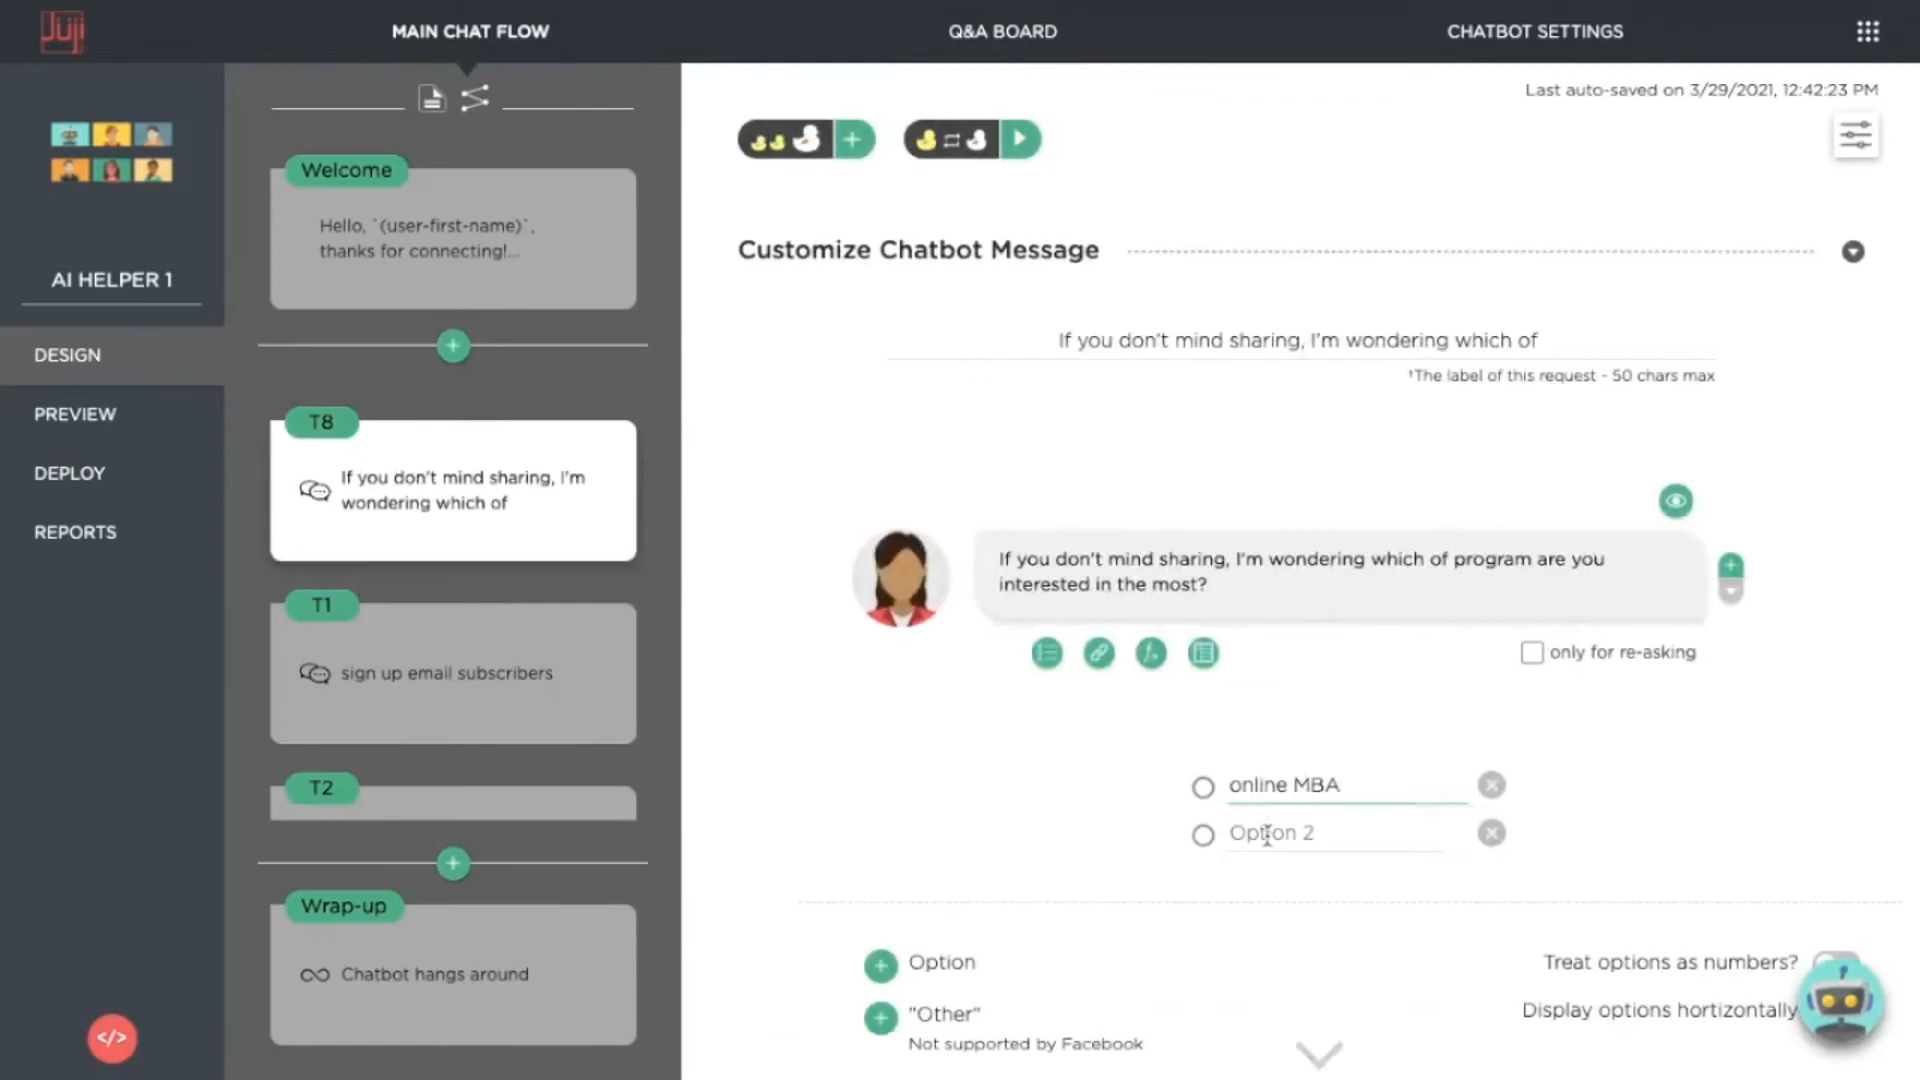 Juji
MAIN CHAT FLOW
Q&A BOARD
CHATBOT SETTINGS
Last auto-saved on 3/29/2021, 12:42:23 PM
AI HELPER 1
DESIGN
PREVIEW
DEPLOY
REPORTS
</>
Welcome
Hello, `(user-first-name)`,
thanks for connecting!...
T8
If you don't mind sharing, I'm
wondering which of
T1
sign up email subscribers
T2
Wrap-up
Chatbot hangs around
Customize Chatbot Message
If you don't mind sharing, I'm wondering which of
†The label of this request - 50 chars max
If you don't mind sharing, I'm wondering which of program are you
interested in the most?
only for re-asking
online MBA
Option 2
Option
Treat options as numbers?
"Other"
Display options hortizontally
Not supported by Facebook